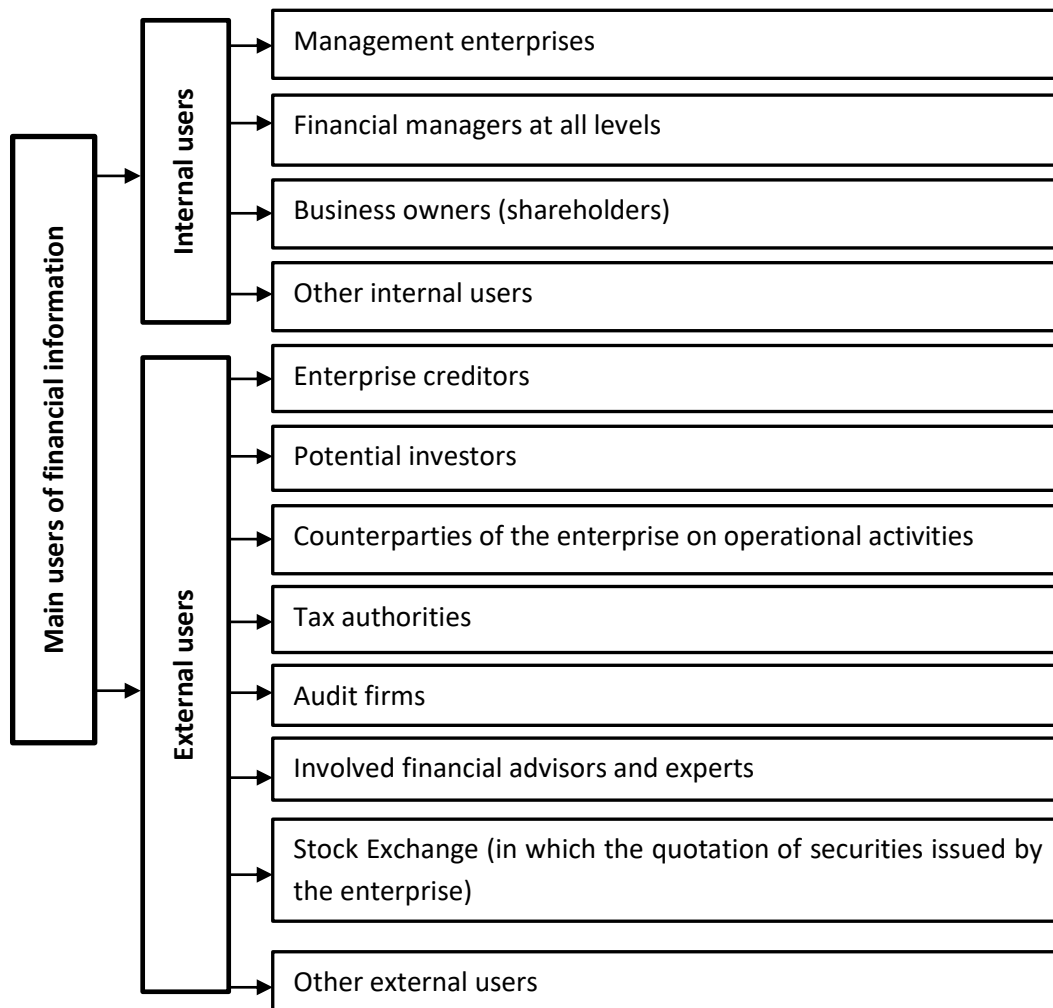 Main users of financial information
Internal users
Management enterprises
Financial managers at all levels
Business owners (shareholders)
Other internal users
External users
Enterprise creditors
Potential investors
Counterparties of the enterprise on operational activities
Tax authorities
Audit firms
Involved financial advisors and experts
Stock Exchange (in which the quotation of securities issued by
the enterprise)
Other external users